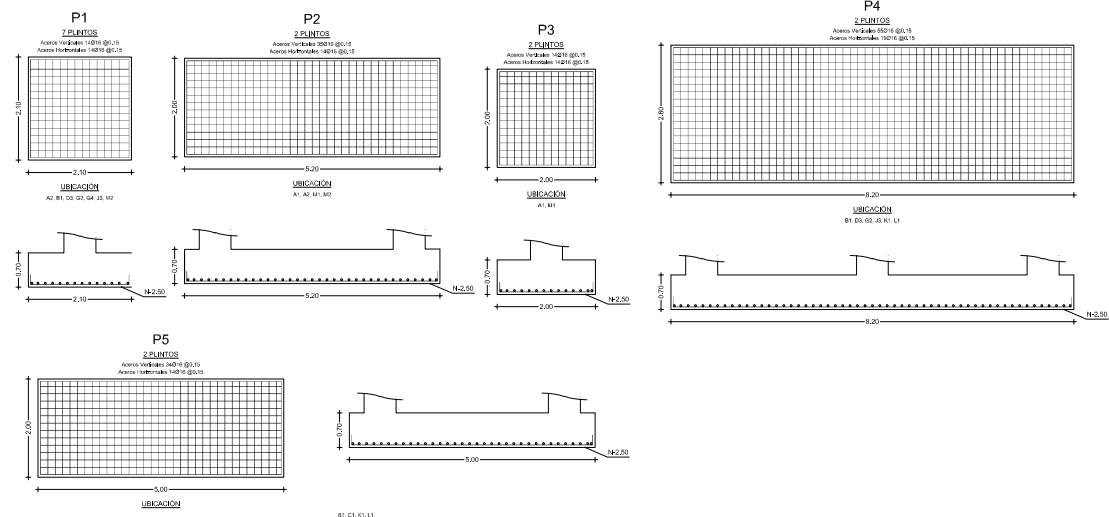 P1
7 PLINTOS
Aceros Verticales 14Ø16 @0.15
Aceros Horizontales 14Ø16 @0.15
2.10
2.10
UBICACIÓN
A2, B1, D3, G2, G4, J3, M2
0.70
2.10
N-2.50
P2
2 PLINTOS
Aceros Verticales 35Ø16 @0.15
Aceros Horizontales 14Ø16 @0.15
2.00
5.20
UBICACIÓN
A1, A2, M1, M2
0.70
5.20
N-2.50
P3
2 PLINTOS
Aceros Verticales 14Ø16 @0.15
Aceros Horizontales 14Ø16 @0.15
2.00
2.00
UBICACIÓN
A1, M1
0.70
2.00
N-2.50
P4
2 PLINTOS
Aceros Verticales 55Ø16 @0.15
Aceros Horizontales 19Ø16 @0.15
2.80
8.20
UBICACIÓN
B1, D3, G2, J3, K1, L1
0.70
8.20
N-2.50
P5
2 PLINTOS
Aceros Verticales 34Ø16 @0.15
Aceros Horizontales 14Ø16 @0.15
2.00
5.00
UBICACIÓN
0.70
5.00
N-2.50
B1, C1, K1, L1